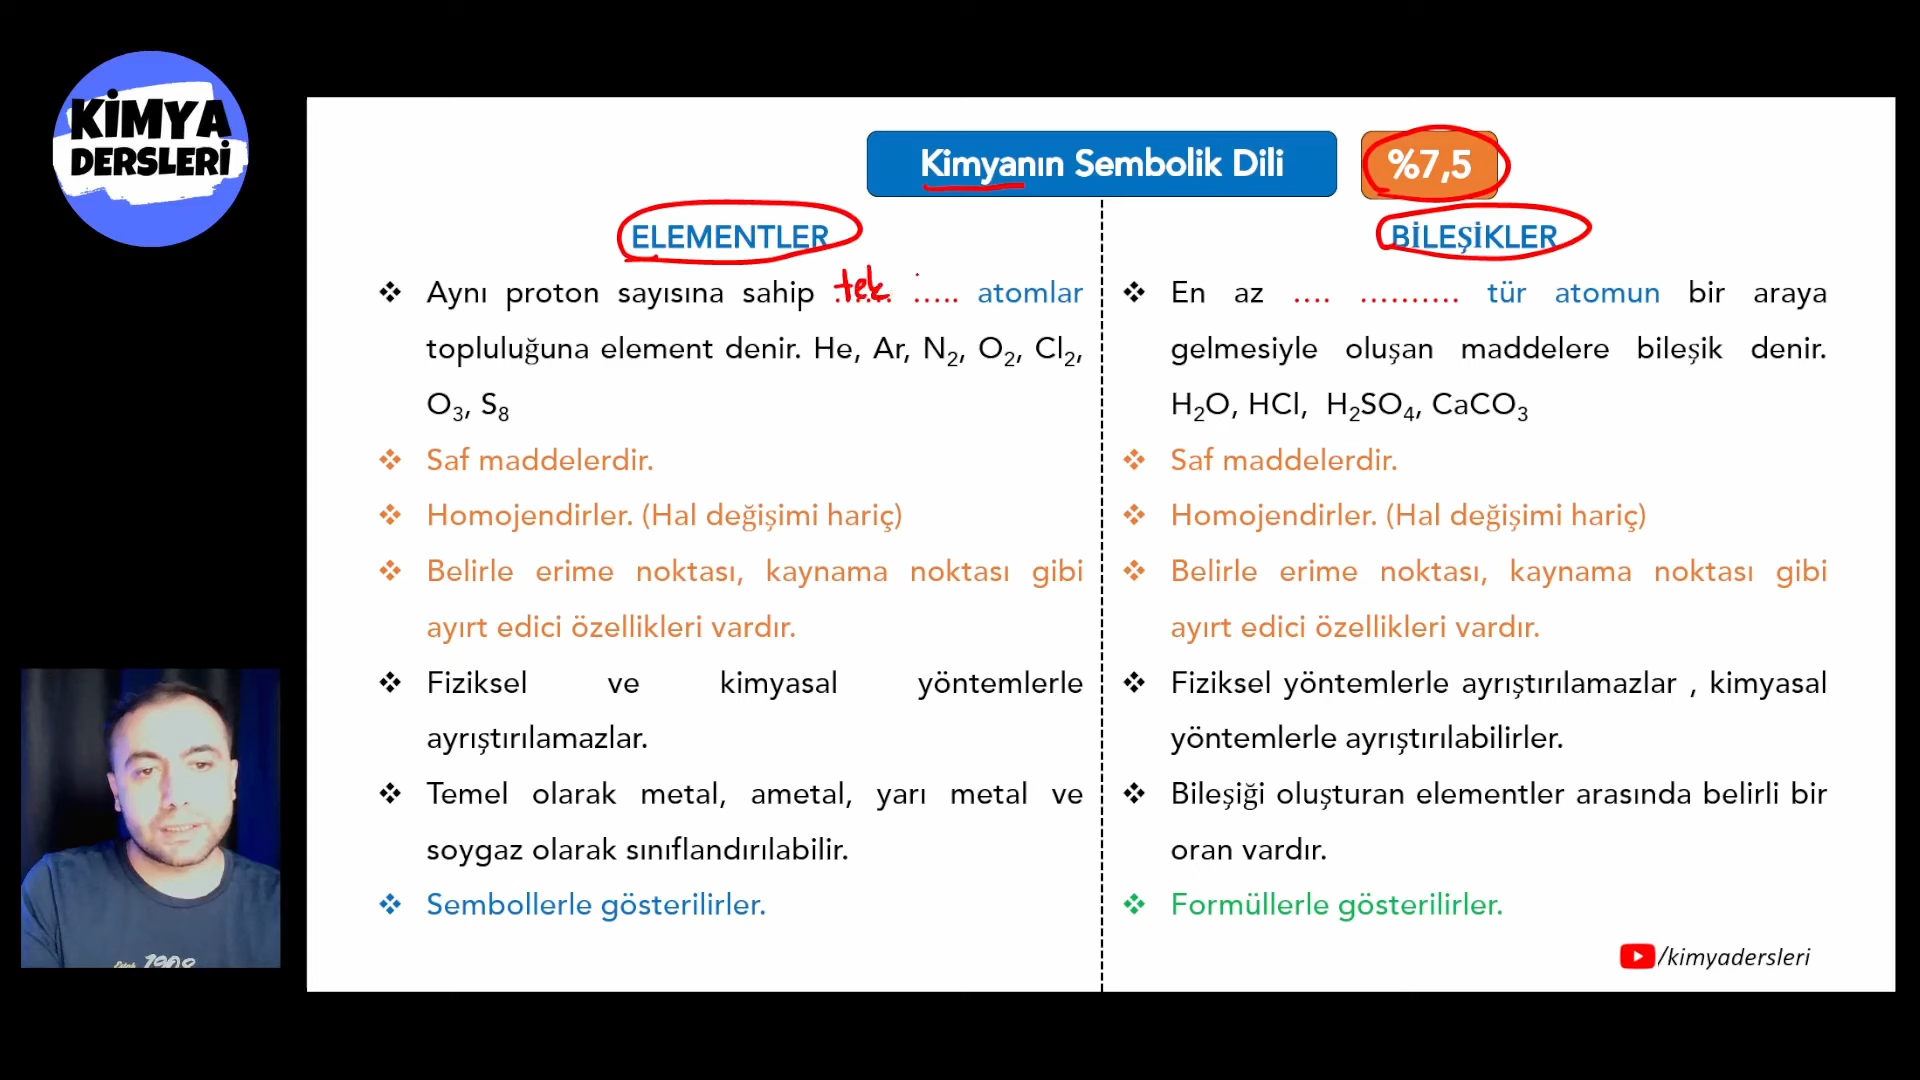 KİMYA
DERSLERİ
Kimyanın Sembolik Dili
%7,5
ELEMENTLER
❖ Aynı proton sayısına sahip tek ..... atomlar
topluluğuna element denir. He, Ar, N₂, O₂, Cl₂,
O₃, S₈
❖ Saf maddelerdir.
❖ Homojendirler. (Hal değişimi hariç)
❖ Belirle erime noktası, kaynama noktası gibi
ayırt edici özellikleri vardır.
❖ Fiziksel ve kimyasal yöntemlerle
ayrıştırılamazlar.
❖ Temel olarak metal, ametal, yarı metal ve
soygaz olarak sınıflandırılabilir.
❖ Sembollerle gösterilirler.
BİLEŞİKLER
❖ En az .... .......... tür atomun bir araya
gelmesiyle oluşan maddelere bileşik denir.
H₂O, HCl, H₂SO₄, CaCO₃
❖ Saf maddelerdir.
❖ Homojendirler. (Hal değişimi hariç)
❖ Belirle erime noktası, kaynama noktası gibi
ayırt edici özellikleri vardır.
❖ Fiziksel yöntemlerle ayrıştırılamazlar , kimyasal
yöntemlerle ayrıştırılabilirler.
❖ Bileşiği oluşturan elementler arasında belirli bir
oran vardır.
❖ Formüllerle gösterilirler.
/kimyadersleri